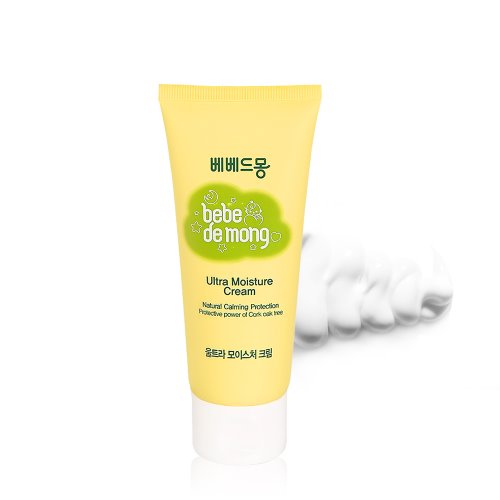 베베드몽
bebe
de mong
Ultra Moisture
Cream
Natural Calming Protection
Protective power of Cork oak tree
울트라 모이스처 크림